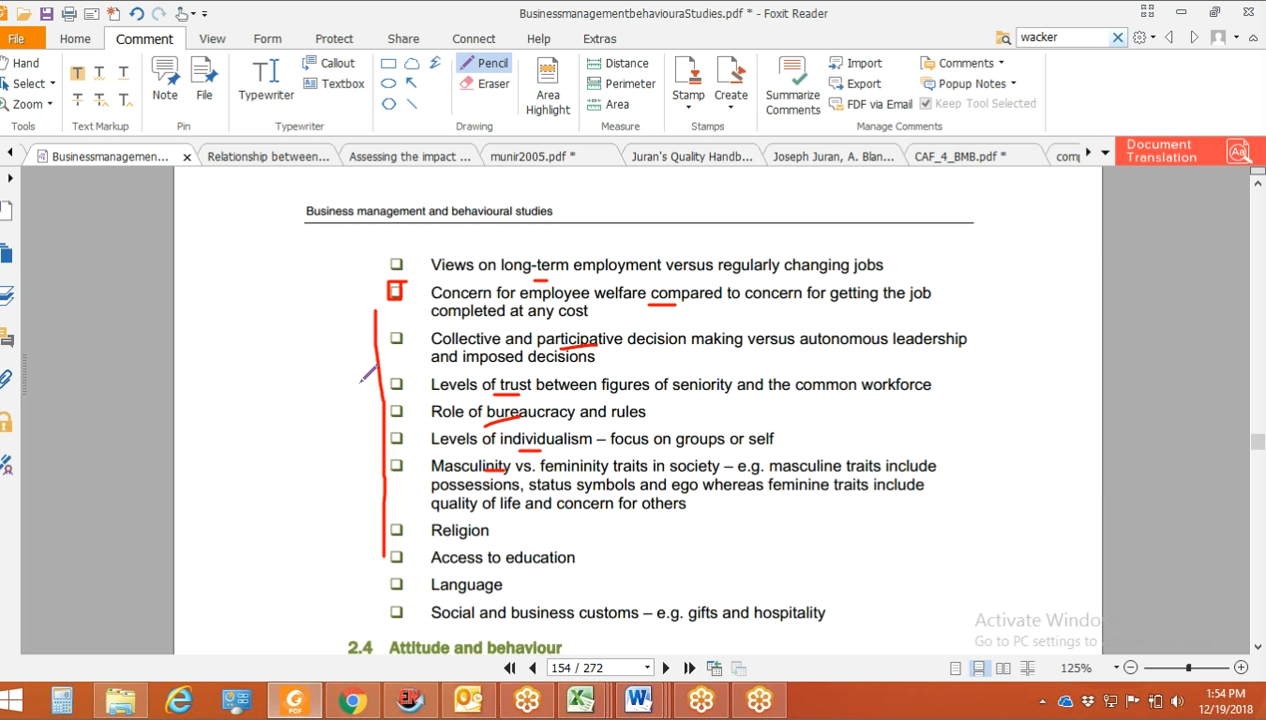 BusinessmanagementbehaviouraStudies.pdf * - Foxit Reader
File Home Comment View Form Protect Share Connect Help Extras wacker
Hand
Select
Zoom
Tools
Text Markup
Note
File
Pin
Typewriter
Callout
Textbox
Typewriter
Pencil
Eraser
Drawing
Area
Highlight
Distance
Perimeter
Area
Measure
Stamp
Create
Stamps
Summarize
Comments
Import
Export
FDF via Email
Comments
Popup Notes
Keep Tool Selected
Manage Comments
Businessmanagemen... Relationship between... Assessing the impact ... munir2005.pdf * Juran's Quality Handb... Joseph Juran, A. Blan... CAF_4_BMB.pdf * com
Document
Translation
Business management and behavioural studies
Views on long-term employment versus regularly changing jobs
Concern for employee welfare compared to concern for getting the job
completed at any cost
Collective and participative decision making versus autonomous leadership
and imposed decisions
Levels of trust between figures of seniority and the common workforce
Role of bureaucracy and rules
Levels of individualism – focus on groups or self
Masculinity vs. femininity traits in society – e.g. masculine traits include
possessions, status symbols and ego whereas feminine traits include
quality of life and concern for others
Religion
Access to education
Language
Social and business customs – e.g. gifts and hospitality
2.4 Attitude and behaviour
Activate Windo
Go to PC settings to
154 / 272
125%
1:54 PM
12/19/2018